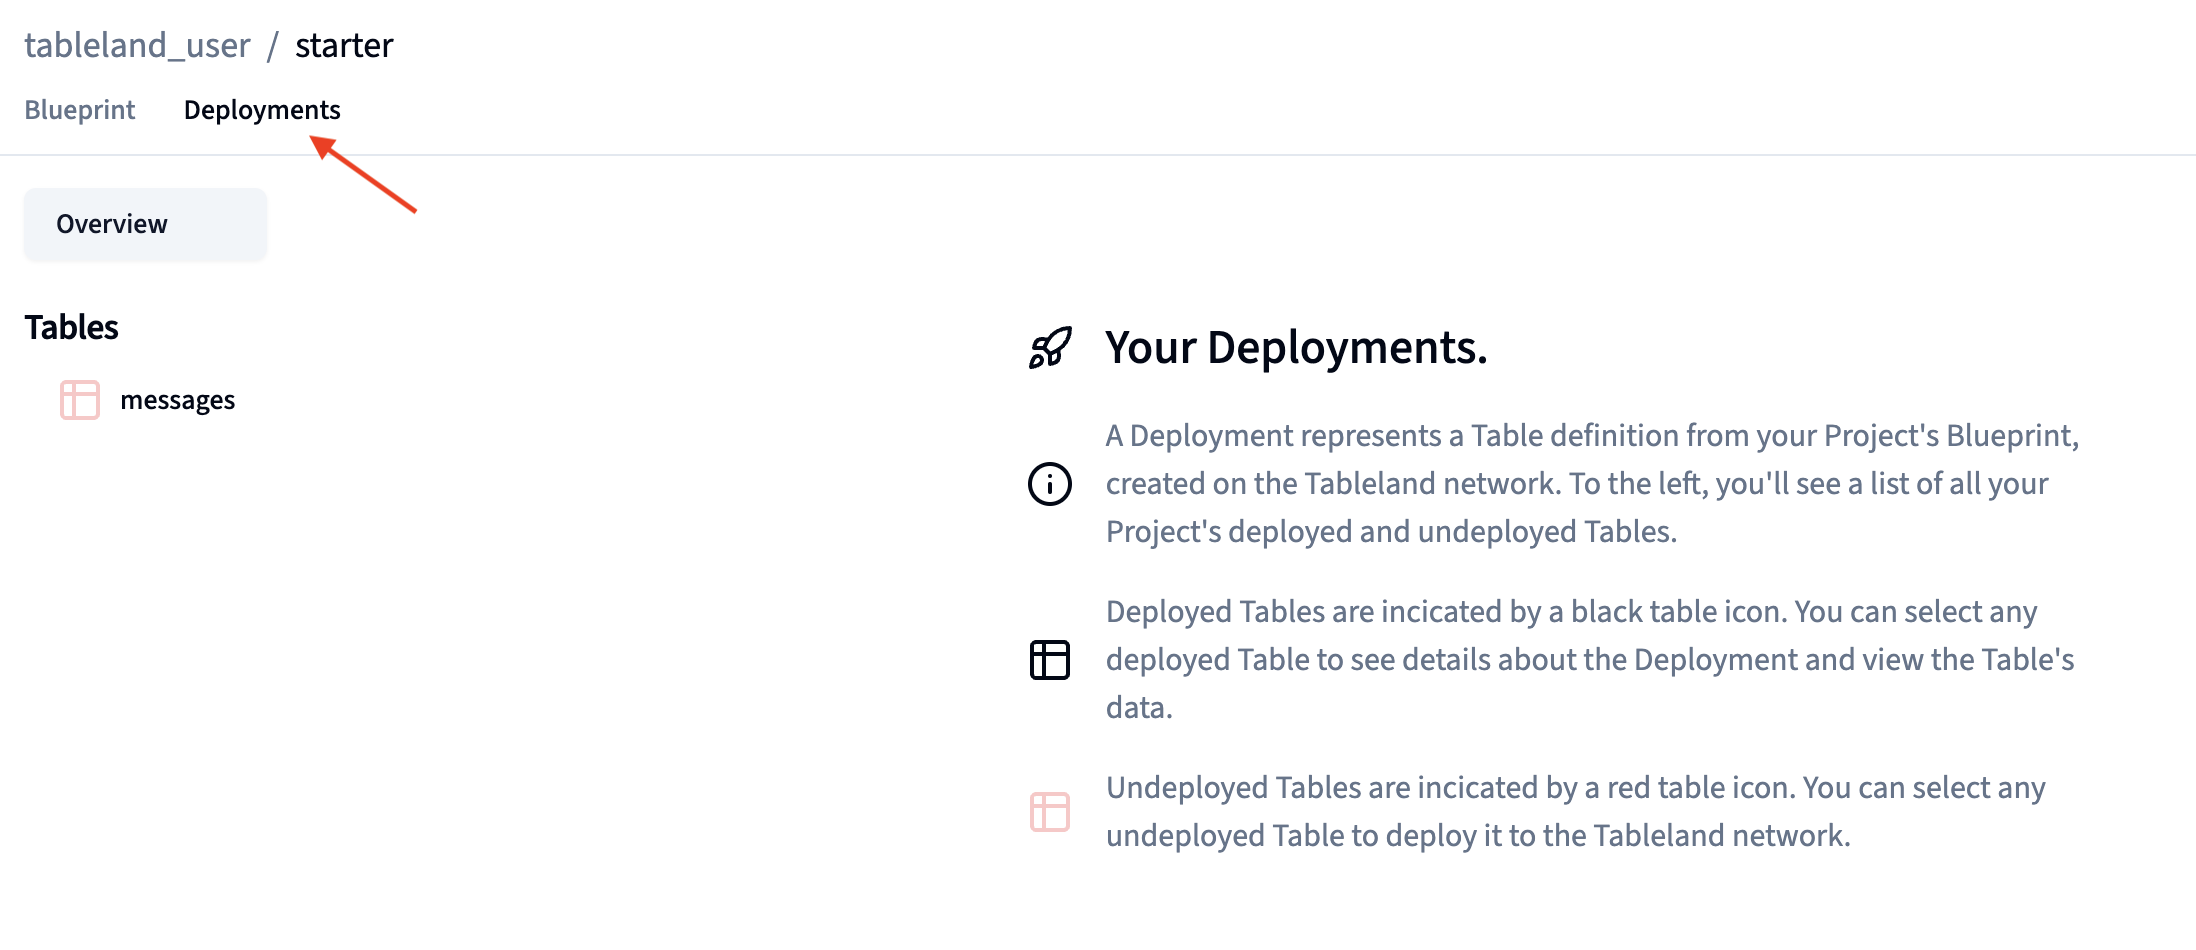 tableland_user / starter
Blueprint Deployments
Overview
Tables
messages
Your Deployments.
A Deployment represents a Table definition from your Project's Blueprint,
created on the Tableland network. To the left, you'll see a list of all your
Project's deployed and undeployed Tables.
Deployed Tables are incicated by a black table icon. You can select any
deployed Table to see details about the Deployment and view the Table's
data.
Undeployed Tables are incicated by a red table icon. You can select any
undeployed Table to deploy it to the Tableland network.